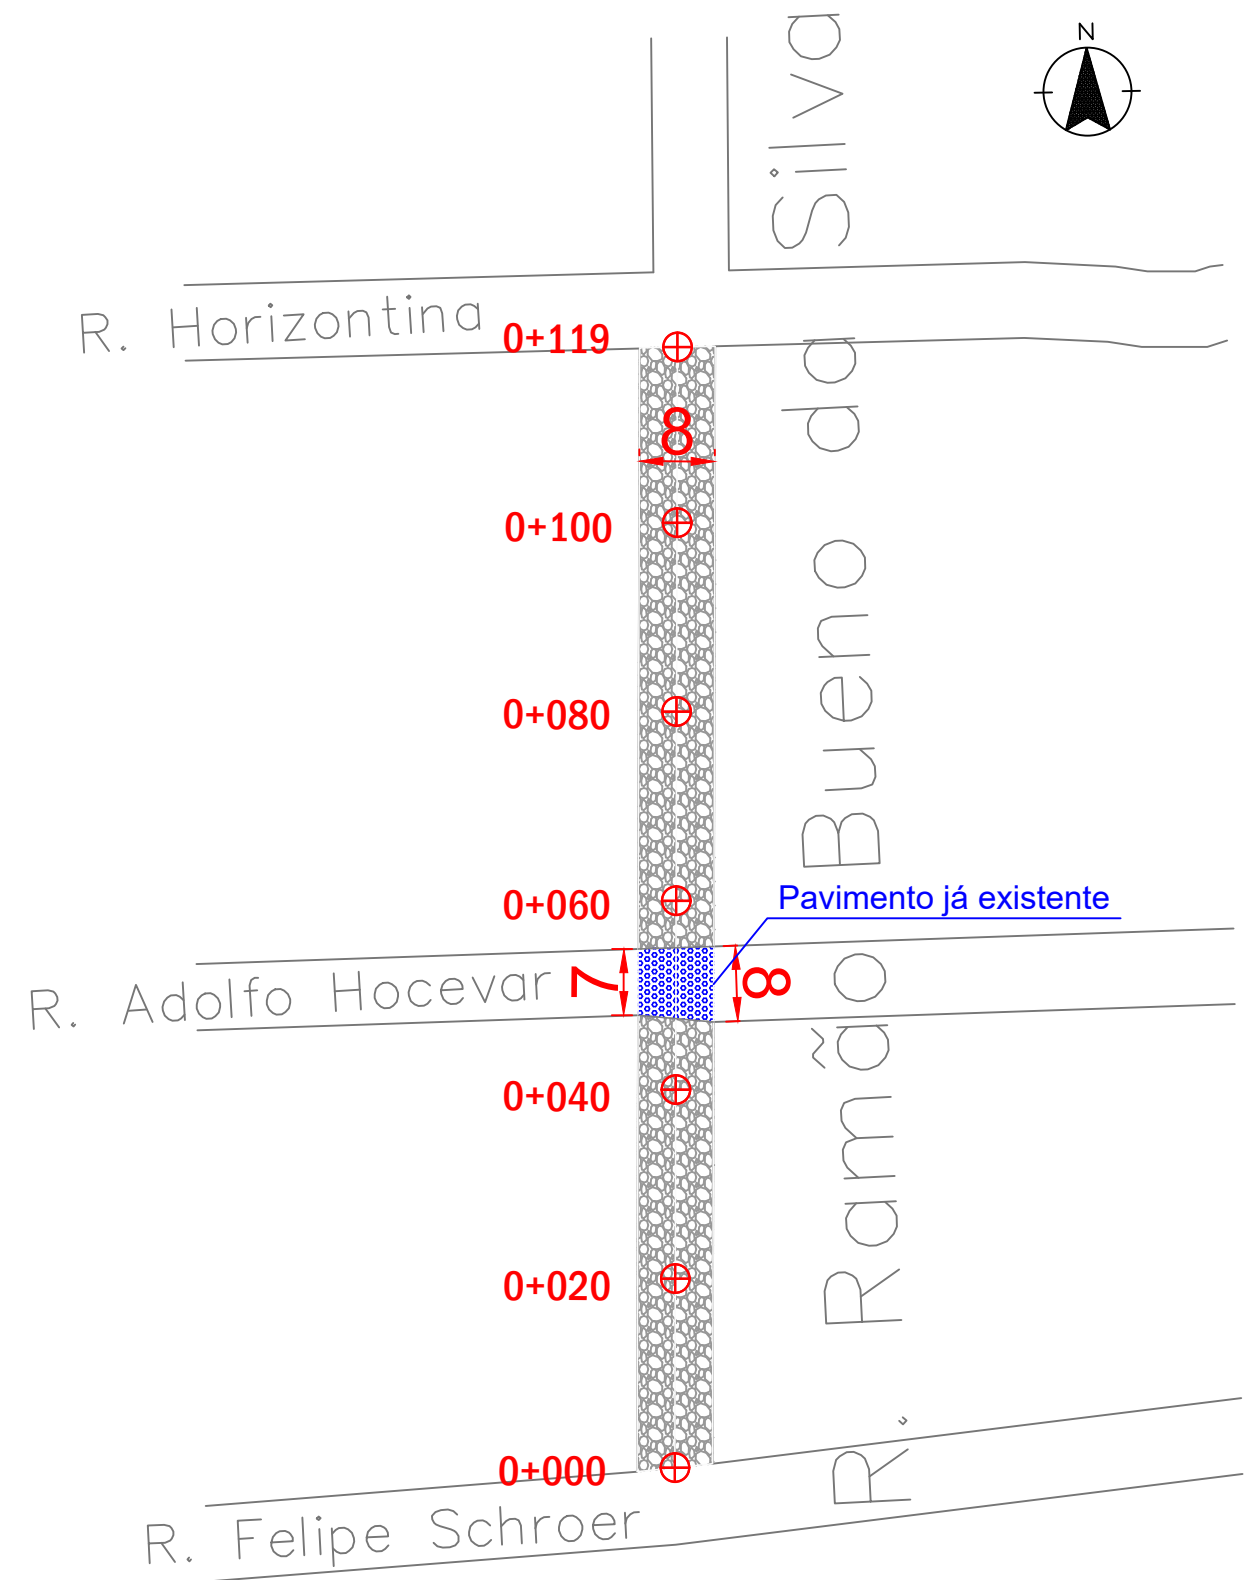 N
R. Horizontina
0+119
8
0+100
0+080
0+060
Pavimento já existente
R. Adolfo Hocevar
7
8
0+040
0+020
0+000
R. Felipe Schroer
R. Ramão Bueno da Silva